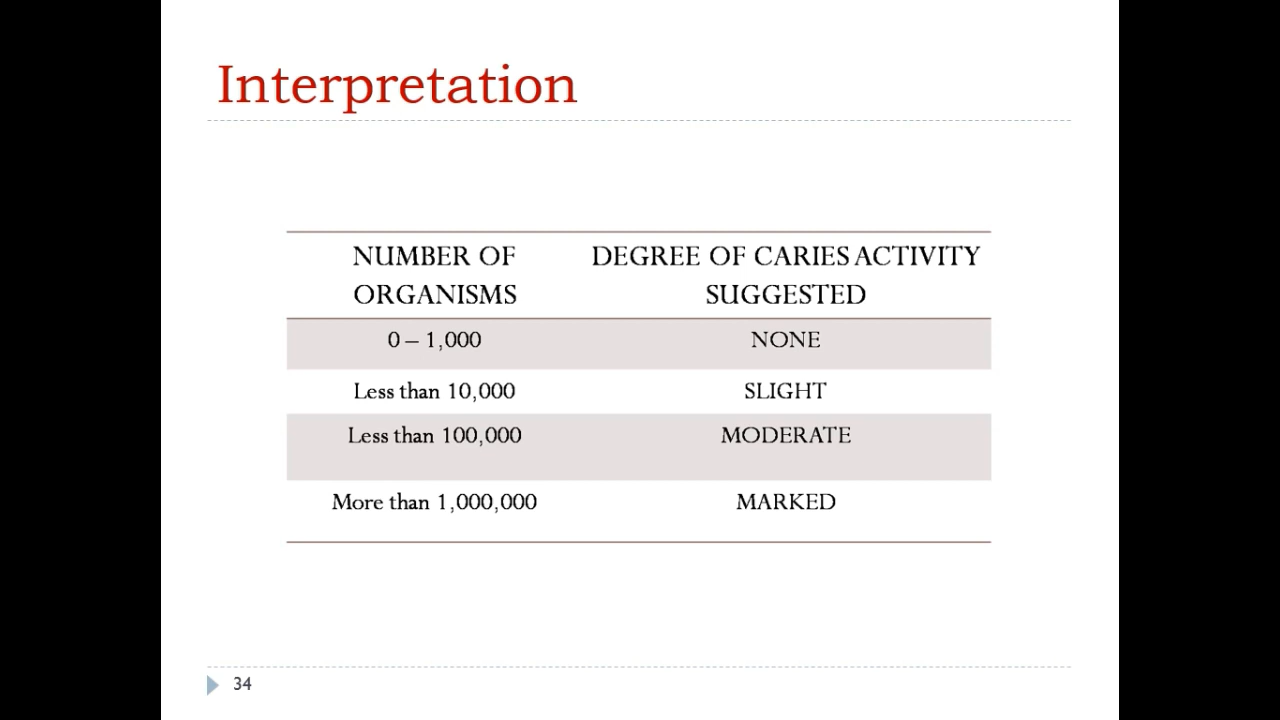 Interpretation
NUMBER OF DEGREE OF CARIES ACTIVITY
ORGANISMS SUGGESTED
0 – 1,000 NONE
Less than 10,000 SLIGHT
Less than 100,000 MODERATE
More than 1,000,000 MARKED
34